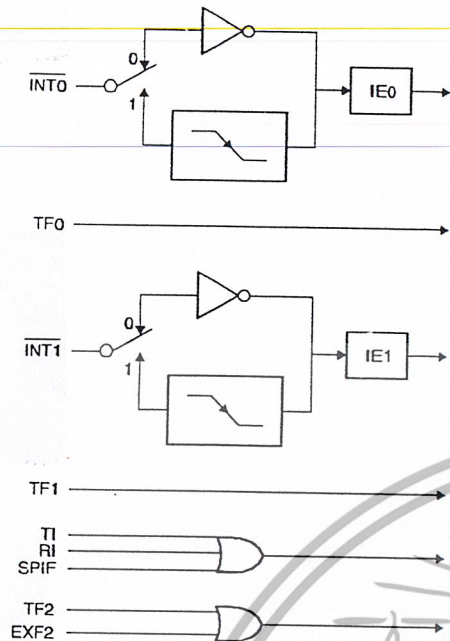 0
INT0
1
IE0
TF0
0
INT1
1
IE1
TF1
TI
RI
SPIF
TF2
EXF2